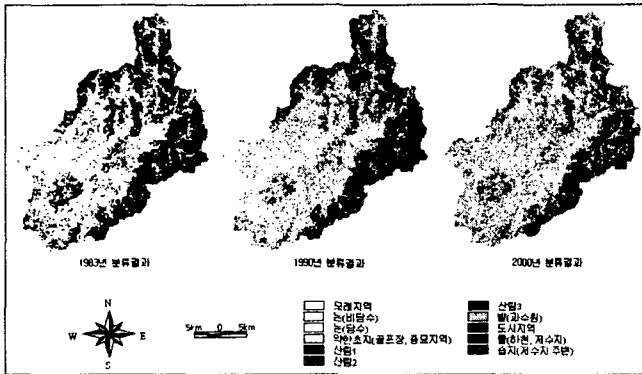 1983년 분류결과
1990년 분류결과
2000년 분류결과
N
W E
S
5km 0 5km
모래지역
논(비담수)
논(담수)
약한초지(골프장, 종묘지역)
산림1
산림2
산림3
밭(과수원)
도시지역
물(하천, 저수지)
습지(저수지 주변)